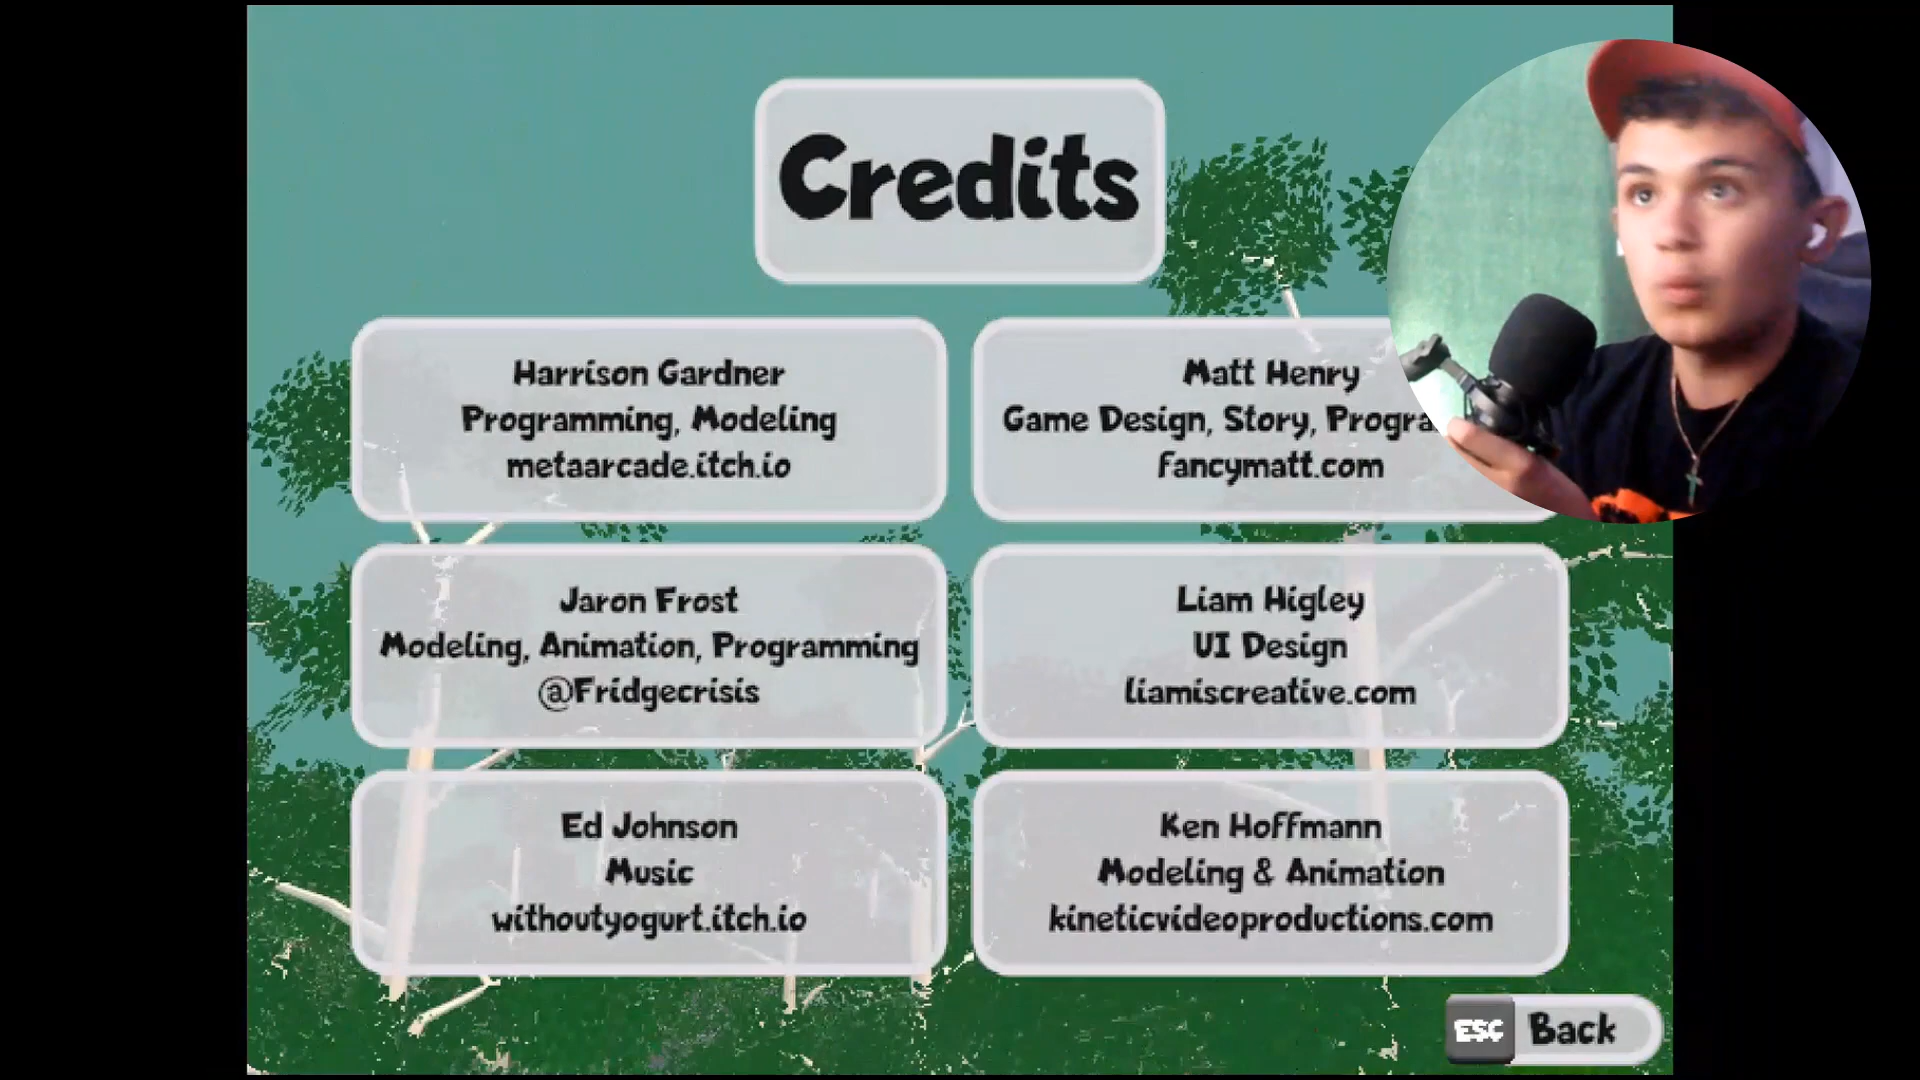 Credits
Harrison Gardner
Programming, Modeling
metaarcade.itch.io
Matt Henry
Game Design, Story,
fancymatt.com
Jaron Frost
Modeling, Animation, Programming
@Fridgecrisis
Liam Higley
UI Design
liamiscreative.com
Ed Johnson
Music
withoutyogurt.itch.io
Ken Hoffmann
Modeling & Animation
kineticvideoproductions.com
ESC Back